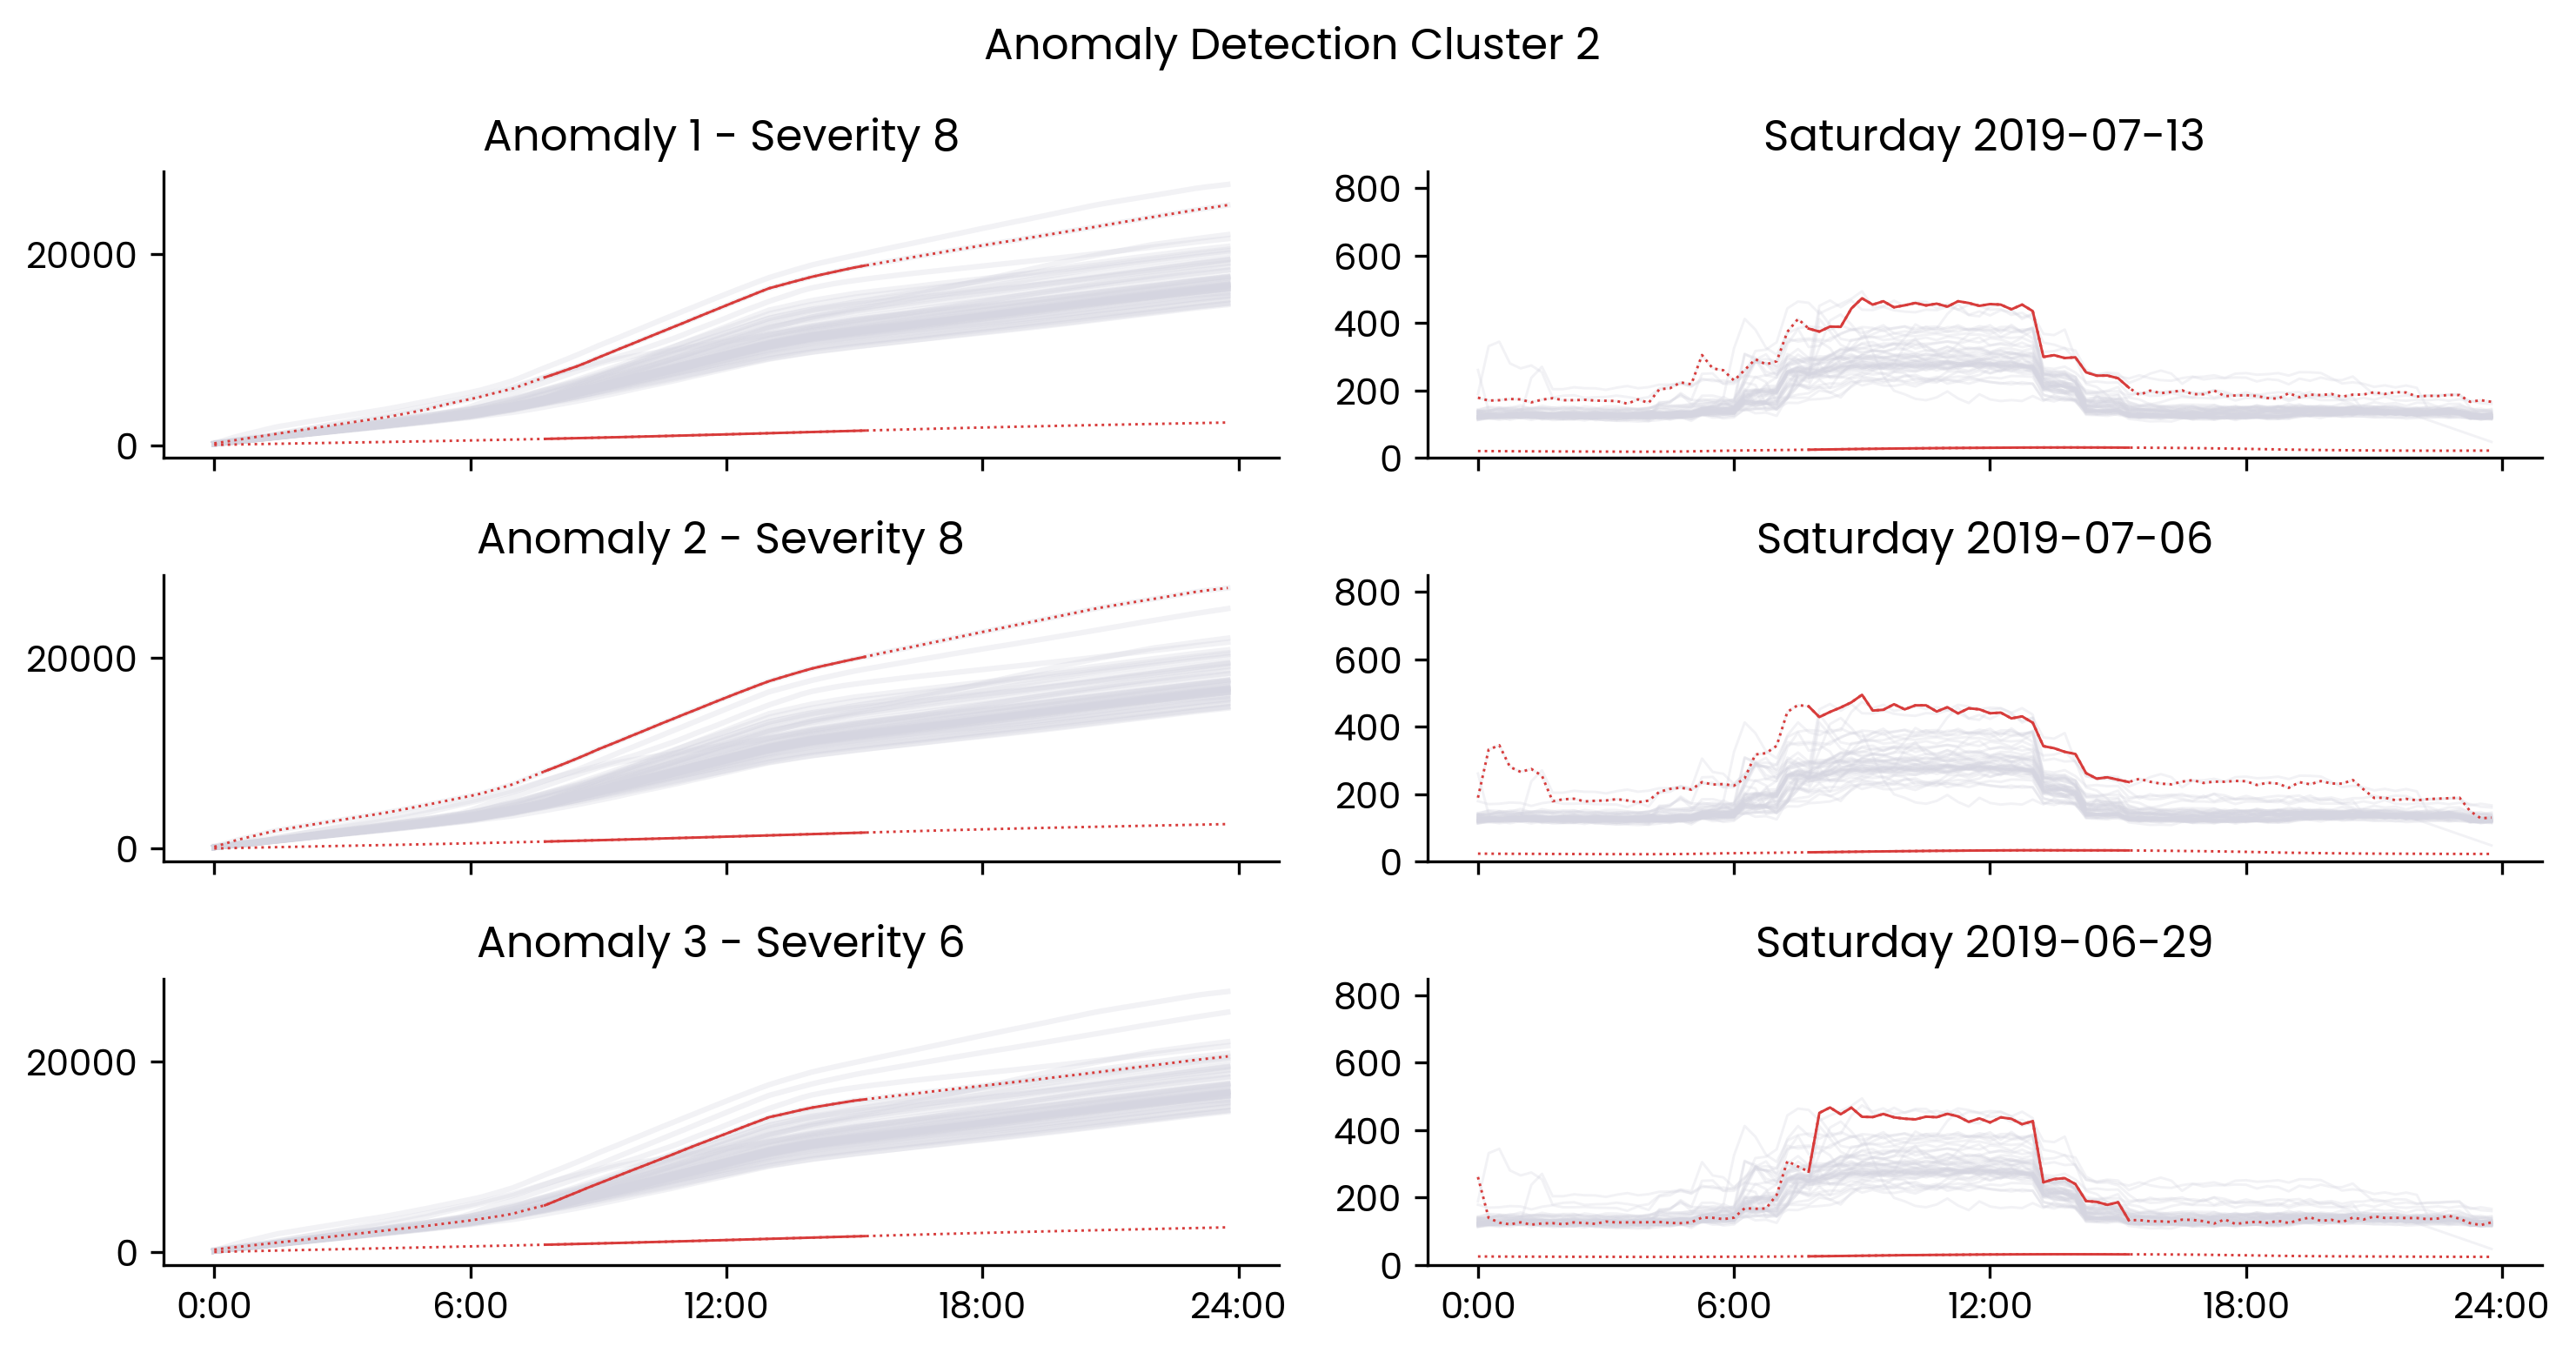 Anomaly Detection Cluster 2
Anomaly 1 - Severity 8
20000
0
Saturday 2019-07-13
800
600
400
200
0
Anomaly 2 - Severity 8
20000
0
Saturday 2019-07-06
800
600
400
200
0
Anomaly 3 - Severity 6
20000
0
0:00 6:00 12:00 18:00 24:00
Saturday 2019-06-29
800
600
400
200
0
0:00 6:00 12:00 18:00 24:00